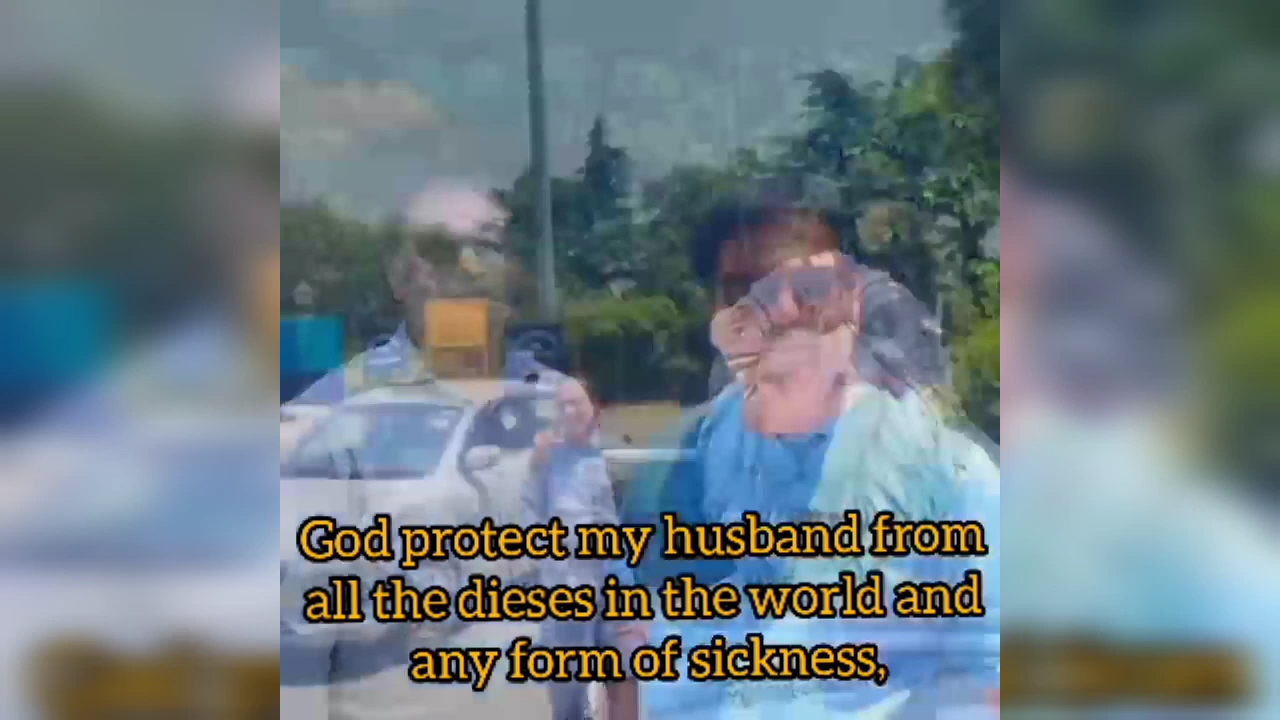 God protect my husband from
all the dieses in the world and
any form of sickness,